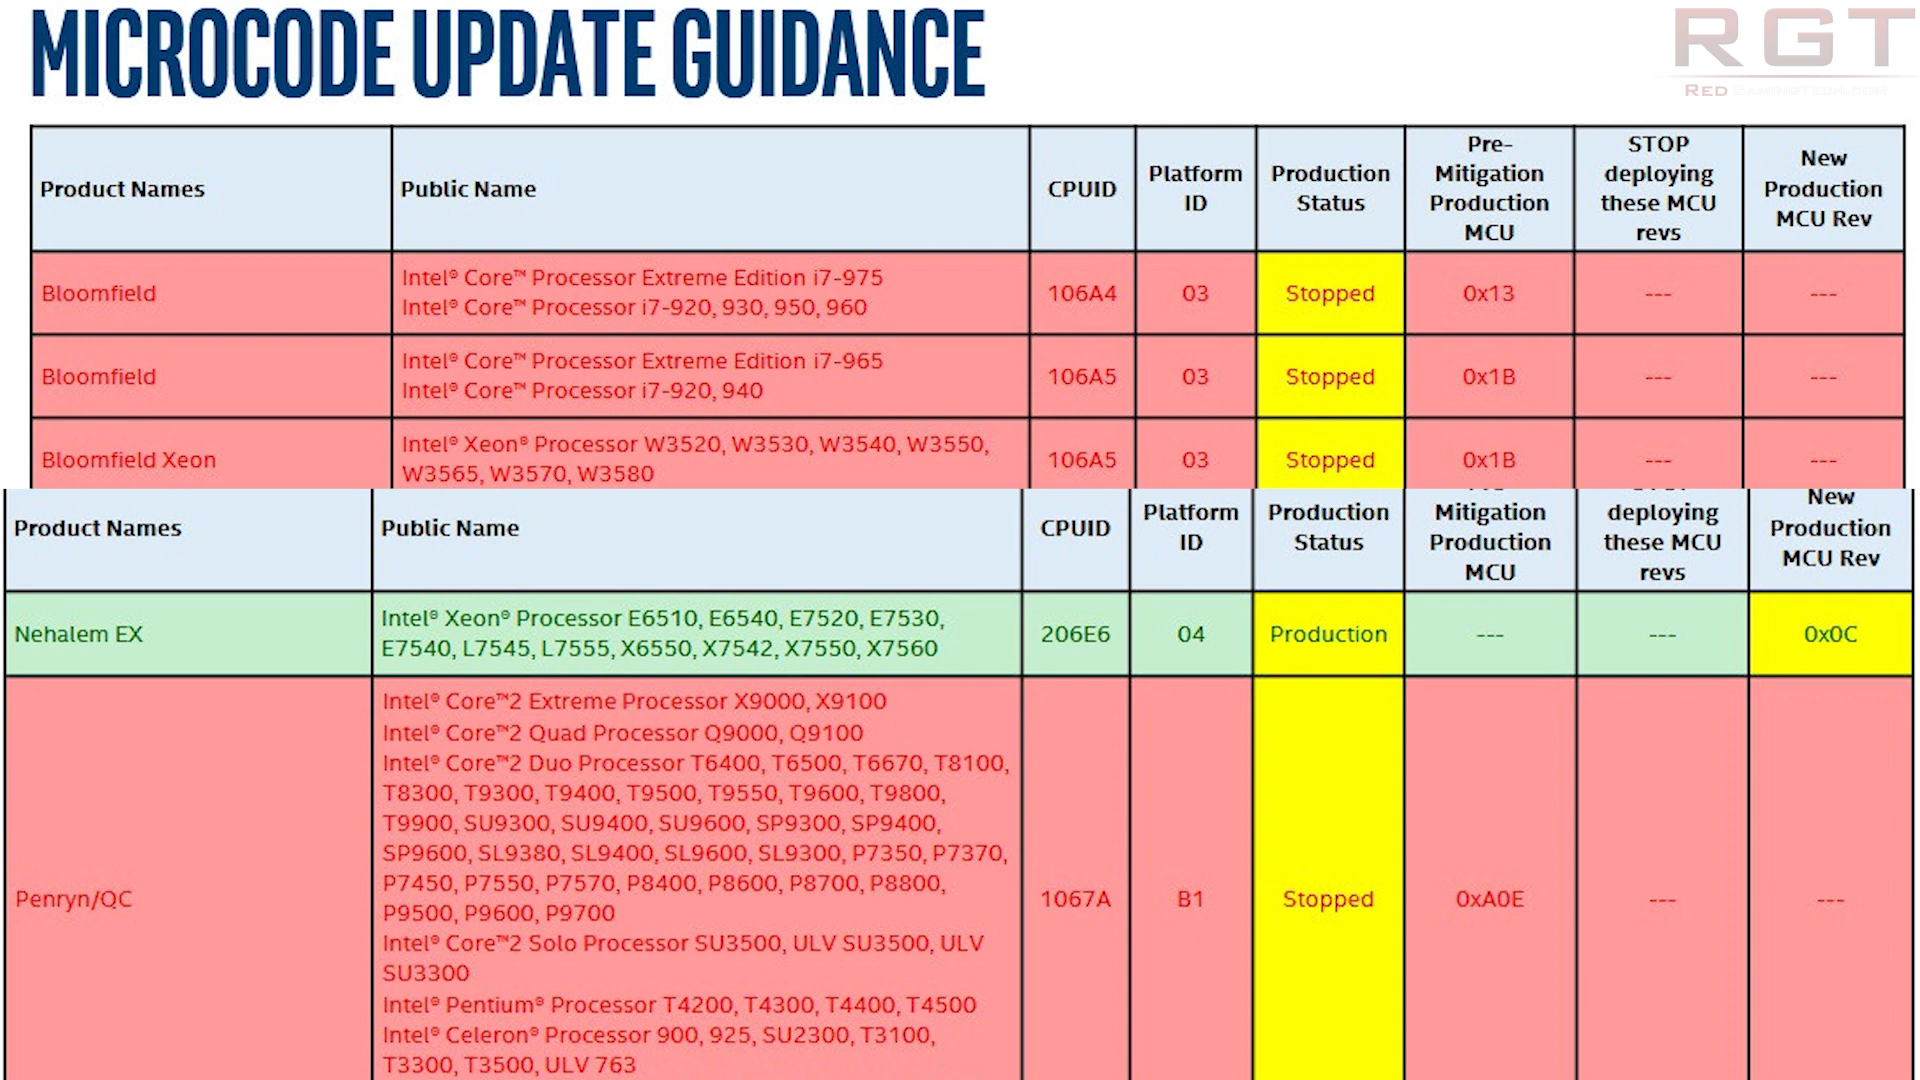 MICROCODE UPDATE GUIDANCE
RGT
RED GAMINGTECH.COM
Product Names
Public Name
CPUID
Platform
ID
Production
Status
Pre-
Mitigation
Production
MCU
STOP
deploying
these MCU
revs
New
Production
MCU Rev
Bloomfield
Intel® Core™ Processor Extreme Edition i7-975
Intel® Core™ Processor i7-920, 930, 950, 960
106A4
03
Stopped
0x13
---
---
Bloomfield
Intel® Core™ Processor Extreme Edition i7-965
Intel® Core™ Processor i7-920, 940
106A5
03
Stopped
0x1B
---
---
Bloomfield Xeon
Intel® Xeon® Processor W3520, W3530, W3540, W3550,
W3565, W3570, W3580
106A5
03
Stopped
0x1B
---
---
Product Names
Public Name
CPUID
Platform
ID
Production
Status
Mitigation
Production
MCU
deploying
these MCU
revs
New
Production
MCU Rev
Nehalem EX
Intel® Xeon® Processor E6510, E6540, E7520, E7530,
E7540, L7545, L7555, X6550, X7542, X7550, X7560
206E6
04
Production
---
---
0x0C
Penryn/QC
Intel® Core™2 Extreme Processor X9000, X9100
Intel® Core™2 Quad Processor Q9000, Q9100
Intel® Core™2 Duo Processor T6400, T6500, T6670, T8100,
T8300, T9300, T9400, T9500, T9550, T9600, T9800,
T9900, SU9300, SU9400, SU9600, SP9300, SP9400,
SP9600, SL9380, SL9400, SL9600, SL9300, P7350, P7370,
P7450, P7550, P7570, P8400, P8600, P8700, P8800,
P9500, P9600, P9700
Intel® Core™2 Solo Processor SU3500, ULV SU3500, ULV
SU3300
Intel® Pentium® Processor T4200, T4300, T4400, T4500
Intel® Celeron® Processor 900, 925, SU2300, T3100,
T3300, T3500, ULV 763
1067A
B1
Stopped
0xA0E
---
---